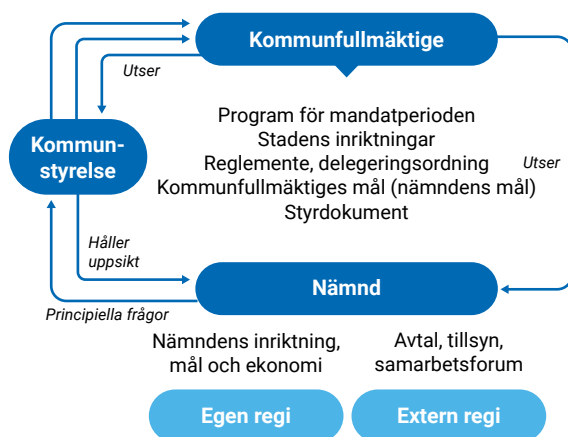 Kommunfullmäktige
Utser
Program för mandatperioden
Stadens inriktningar
Reglemente, delegeringsordning
Kommunfullmäktiges mål (nämndens mål)
Styrdokument
Utser
Kommun-
styrelse
Håller
uppsikt
Principiella frågor
Nämnd
Nämndens inriktning,
mål och ekonomi
Avtal, tillsyn,
samarbetsforum
Egen regi
Extern regi